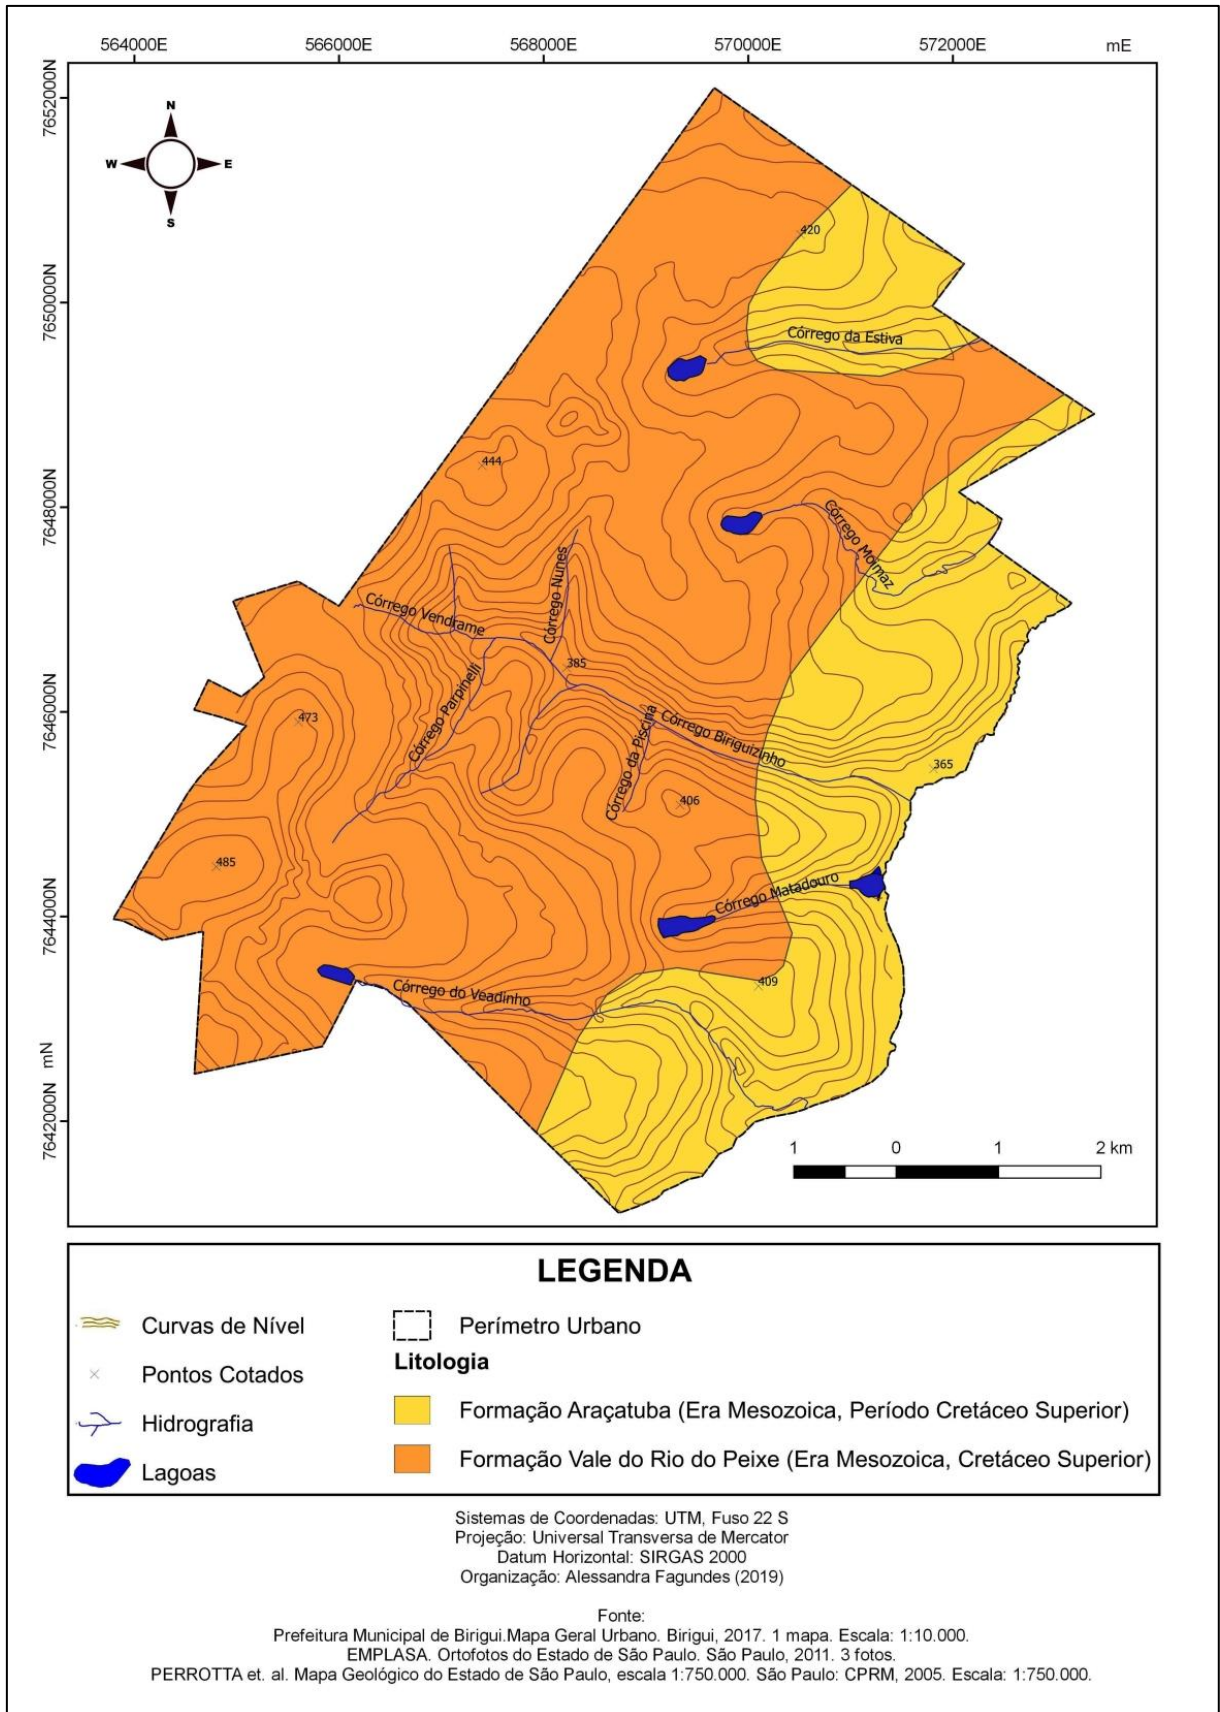 564000E 566000E 568000E 570000E 572000E mE
7652000N
7650000N
7648000N
7646000N
7644000N
7642000N mN
N
W E
S
420
Córrego da Estiva
444
Córrego Moimaz
Córrego Nunes
Córrego Vendrame
385
Córrego Parpinelli
473
Córrego da Piscina
Córrego Biriguizinho
365
406
485
Córrego Matadouro
409
Córrego do Veadinho
1 0 1 2 km
LEGENDA
Curvas de Nível
Pontos Cotados
Hidrografia
Lagoas
Perímetro Urbano
Litologia
Formação Araçatuba (Era Mesozoica, Período Cretáceo Superior)
Formação Vale do Rio do Peixe (Era Mesozoica, Cretáceo Superior)
Sistemas de Coordenadas: UTM, Fuso 22 S
Projeção: Universal Transversa de Mercator
Datum Horizontal: SIRGAS 2000
Organização: Alessandra Fagundes (2019)
Fonte:
Prefeitura Municipal de Birigui.Mapa Geral Urbano. Birigui, 2017. 1 mapa. Escala: 1:10.000.
EMPLASA. Ortofotos do Estado de São Paulo. São Paulo, 2011. 3 fotos.
PERROTTA et. al. Mapa Geológico do Estado de São Paulo, escala 1:750.000. São Paulo: CPRM, 2005. Escala: 1:750.000.